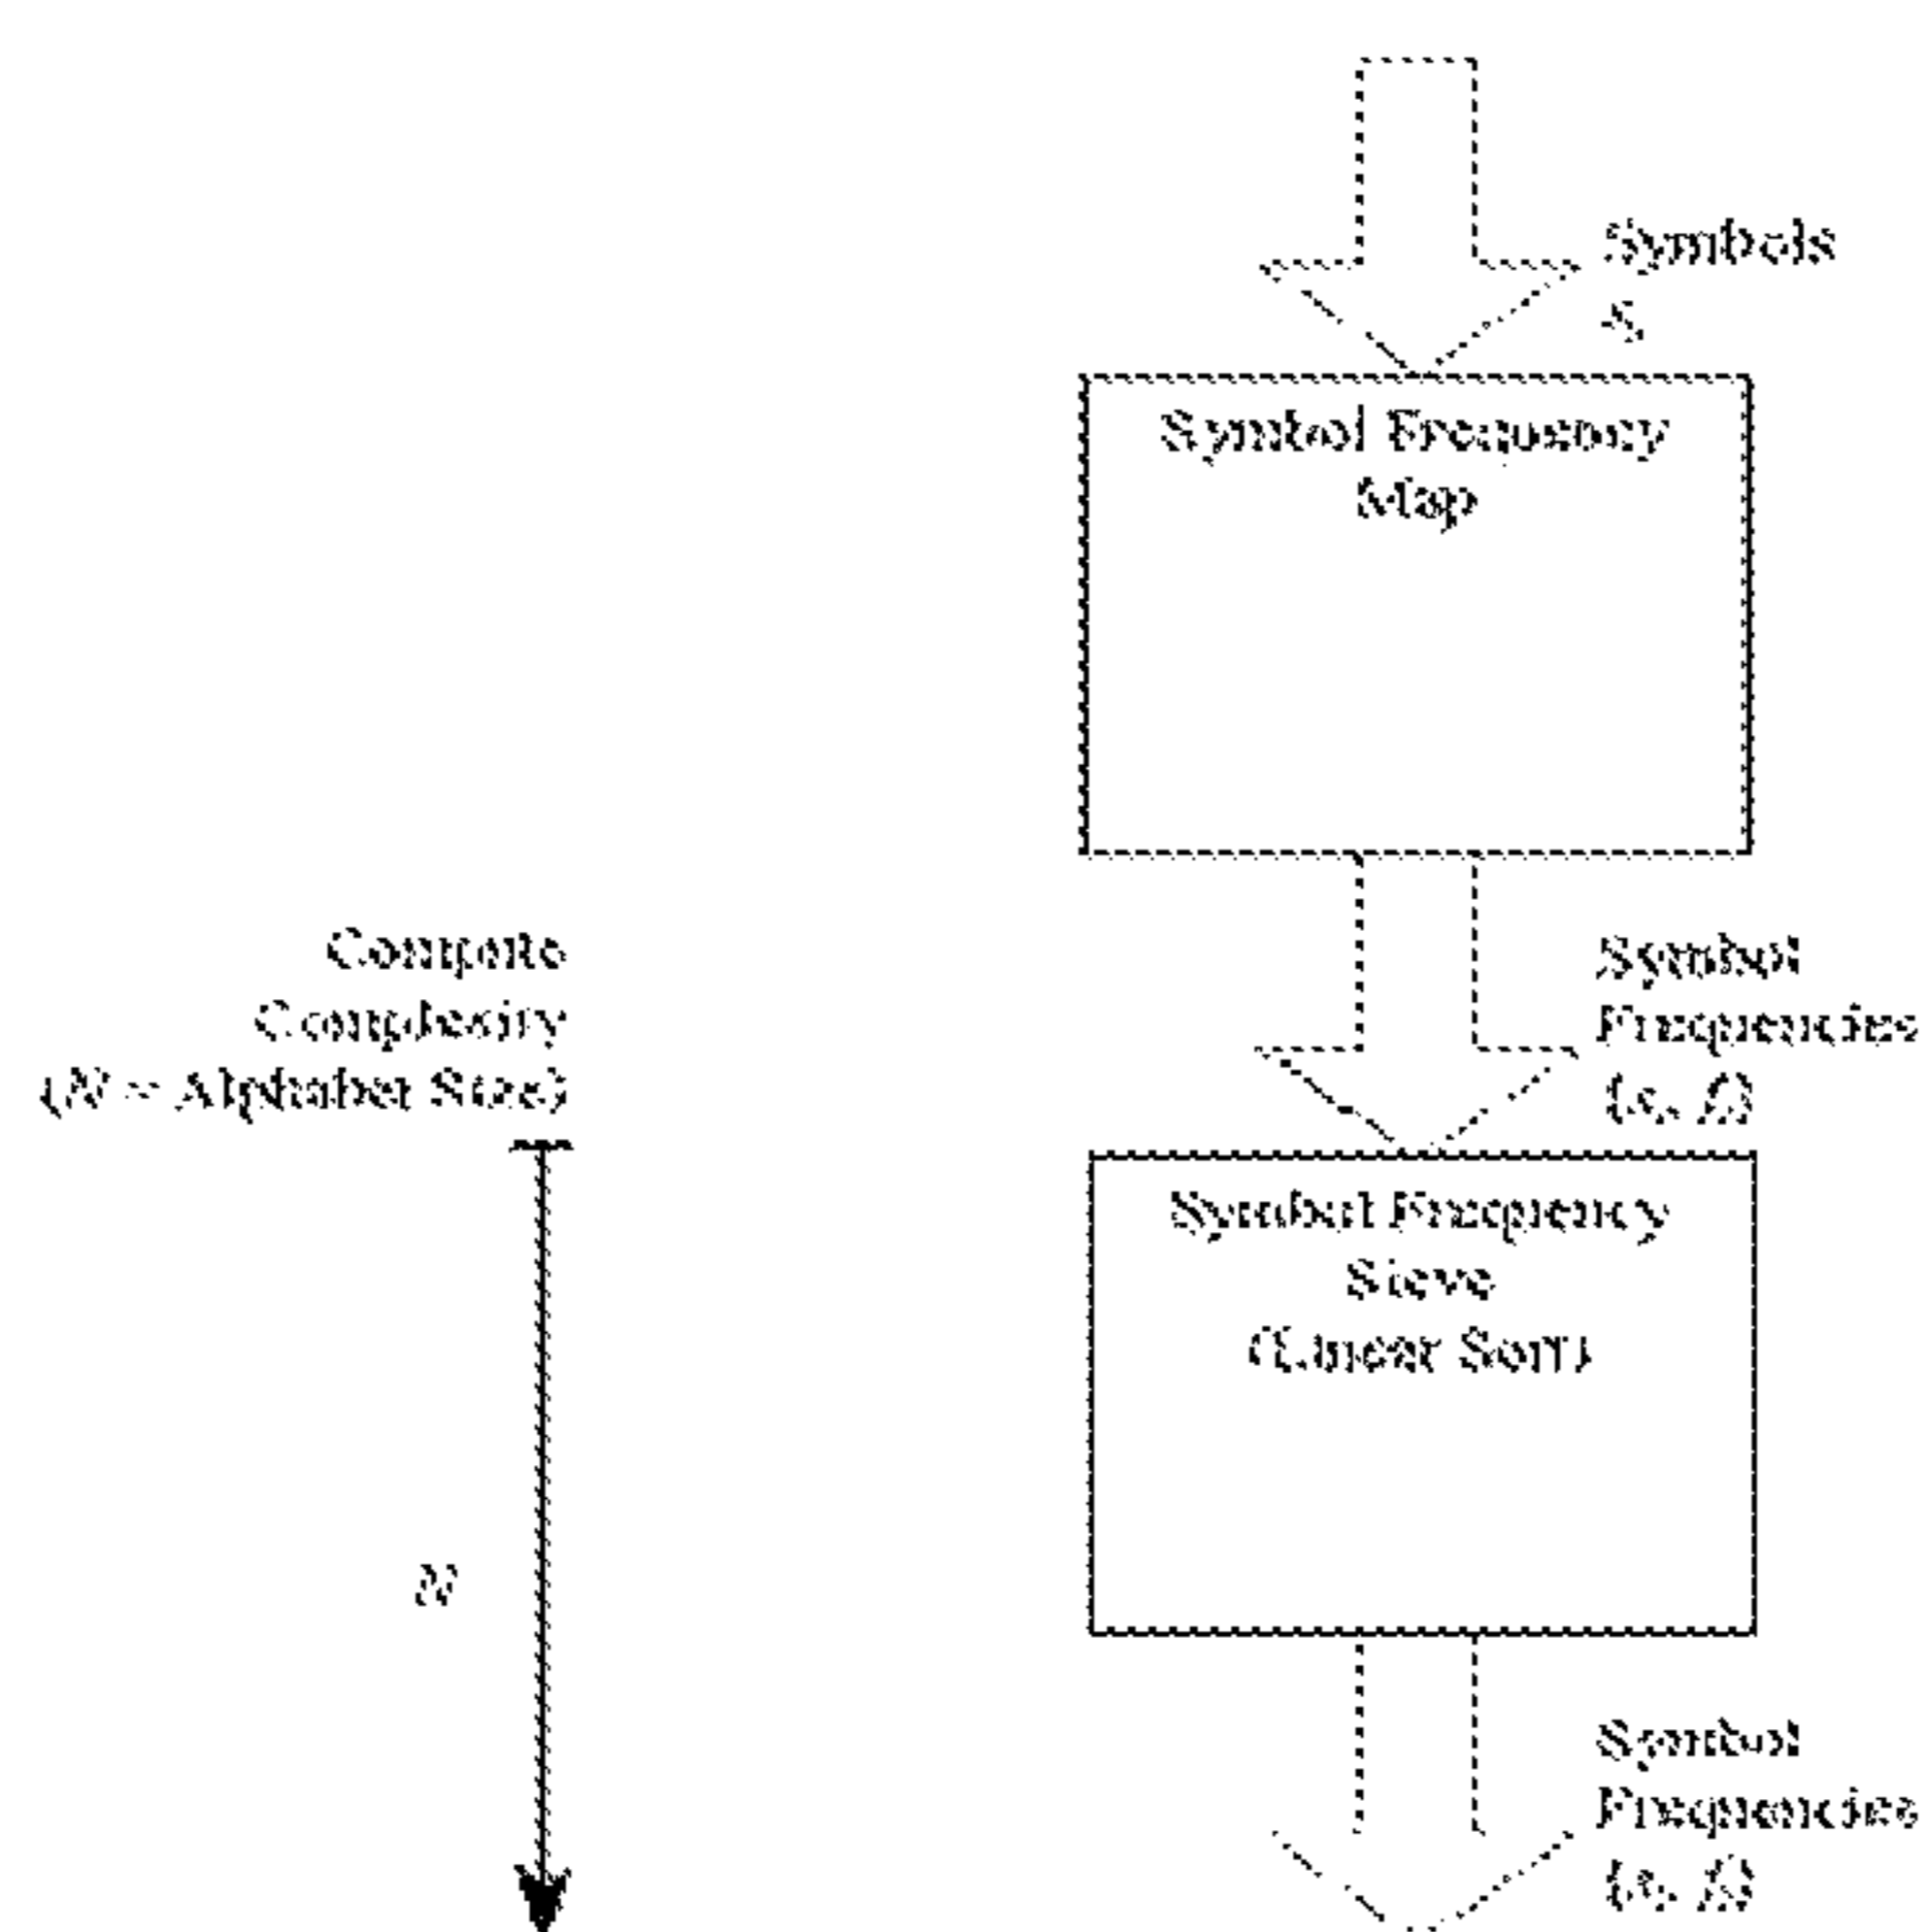 Symbols
s
Symbol Frequency
Map
Symbol
Frequencies
Compute
Complexity
(N = Alphabet Size)
(s, f)
Symbol Frequency
Sieve
(Linear Sort)
N
Symbol
Frequencies
(s, f)